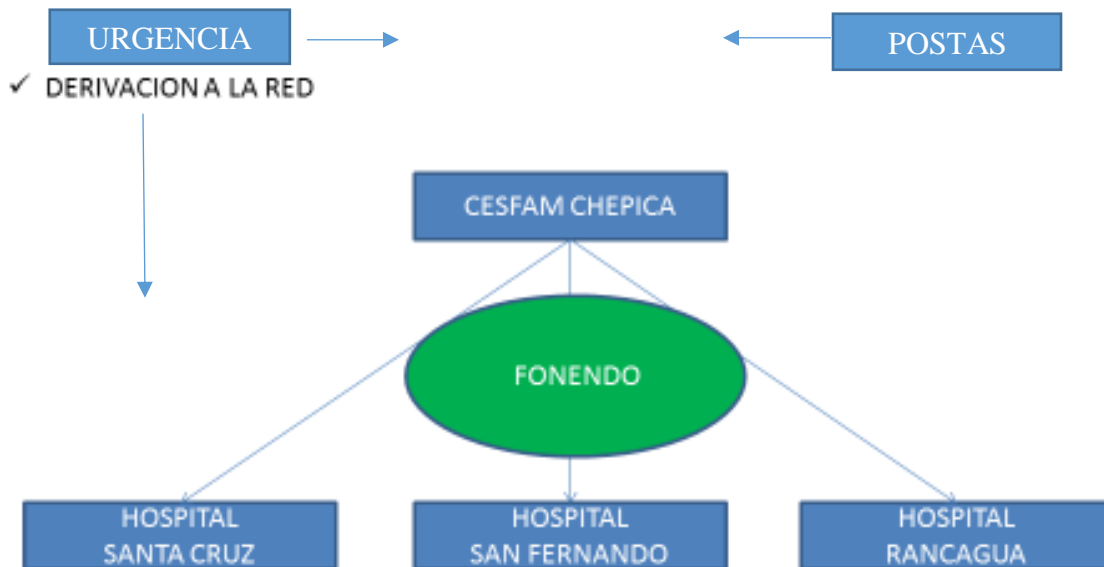 URGENCIA
POSTAS
✓ DERIVACION A LA RED
CESFAM CHEPICA
FONENDO
HOSPITAL
SANTA CRUZ
HOSPITAL
SAN FERNANDO
HOSPITAL
RANCAGUA